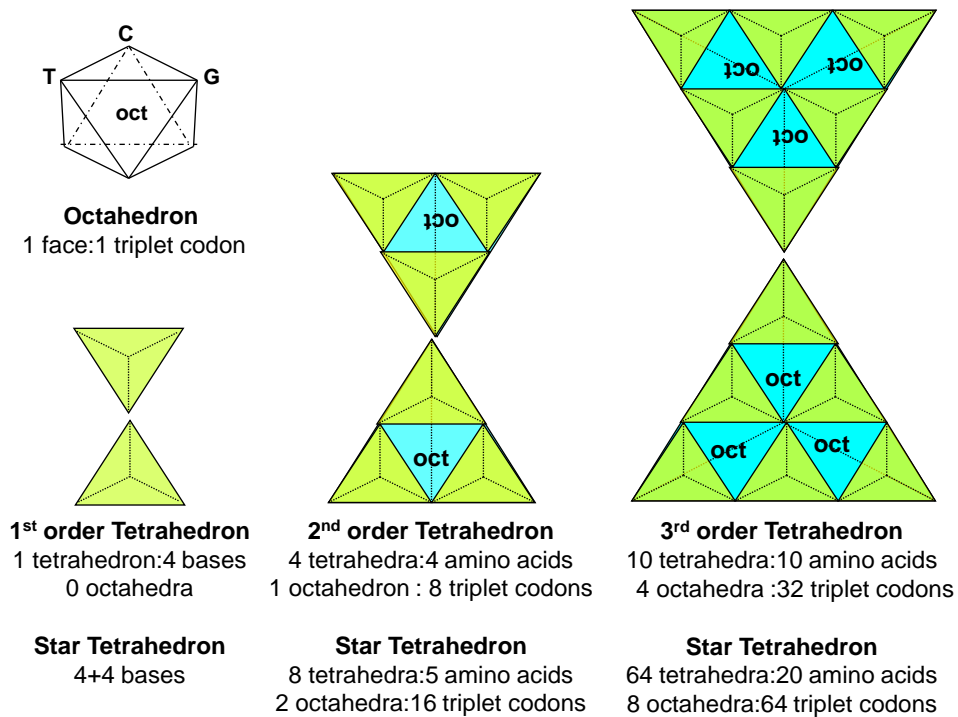 C
T
G
oct
Octahedron
1 face:1 triplet codon
oct
oct
oct
oct
oct
oct
oct
oct
1st order Tetrahedron
1 tetrahedron:4 bases
0 octahedra
Star Tetrahedron
4+4 bases
2nd order Tetrahedron
4 tetrahedra:4 amino acids
1 octahedron : 8 triplet codons
Star Tetrahedron
8 tetrahedra:5 amino acids
2 octahedra:16 triplet codons
3rd order Tetrahedron
10 tetrahedra:10 amino acids
4 octahedra :32 triplet codons
Star Tetrahedron
64 tetrahedra:20 amino acids
8 octahedra:64 triplet codons